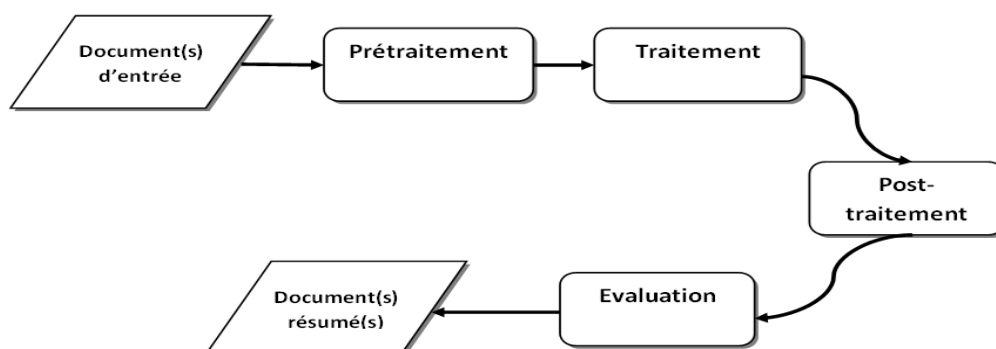 Document(s)
d’entrée
Prétraitement
Traitement
Post-
traitement
Evaluation
Document(s)
résumé(s)